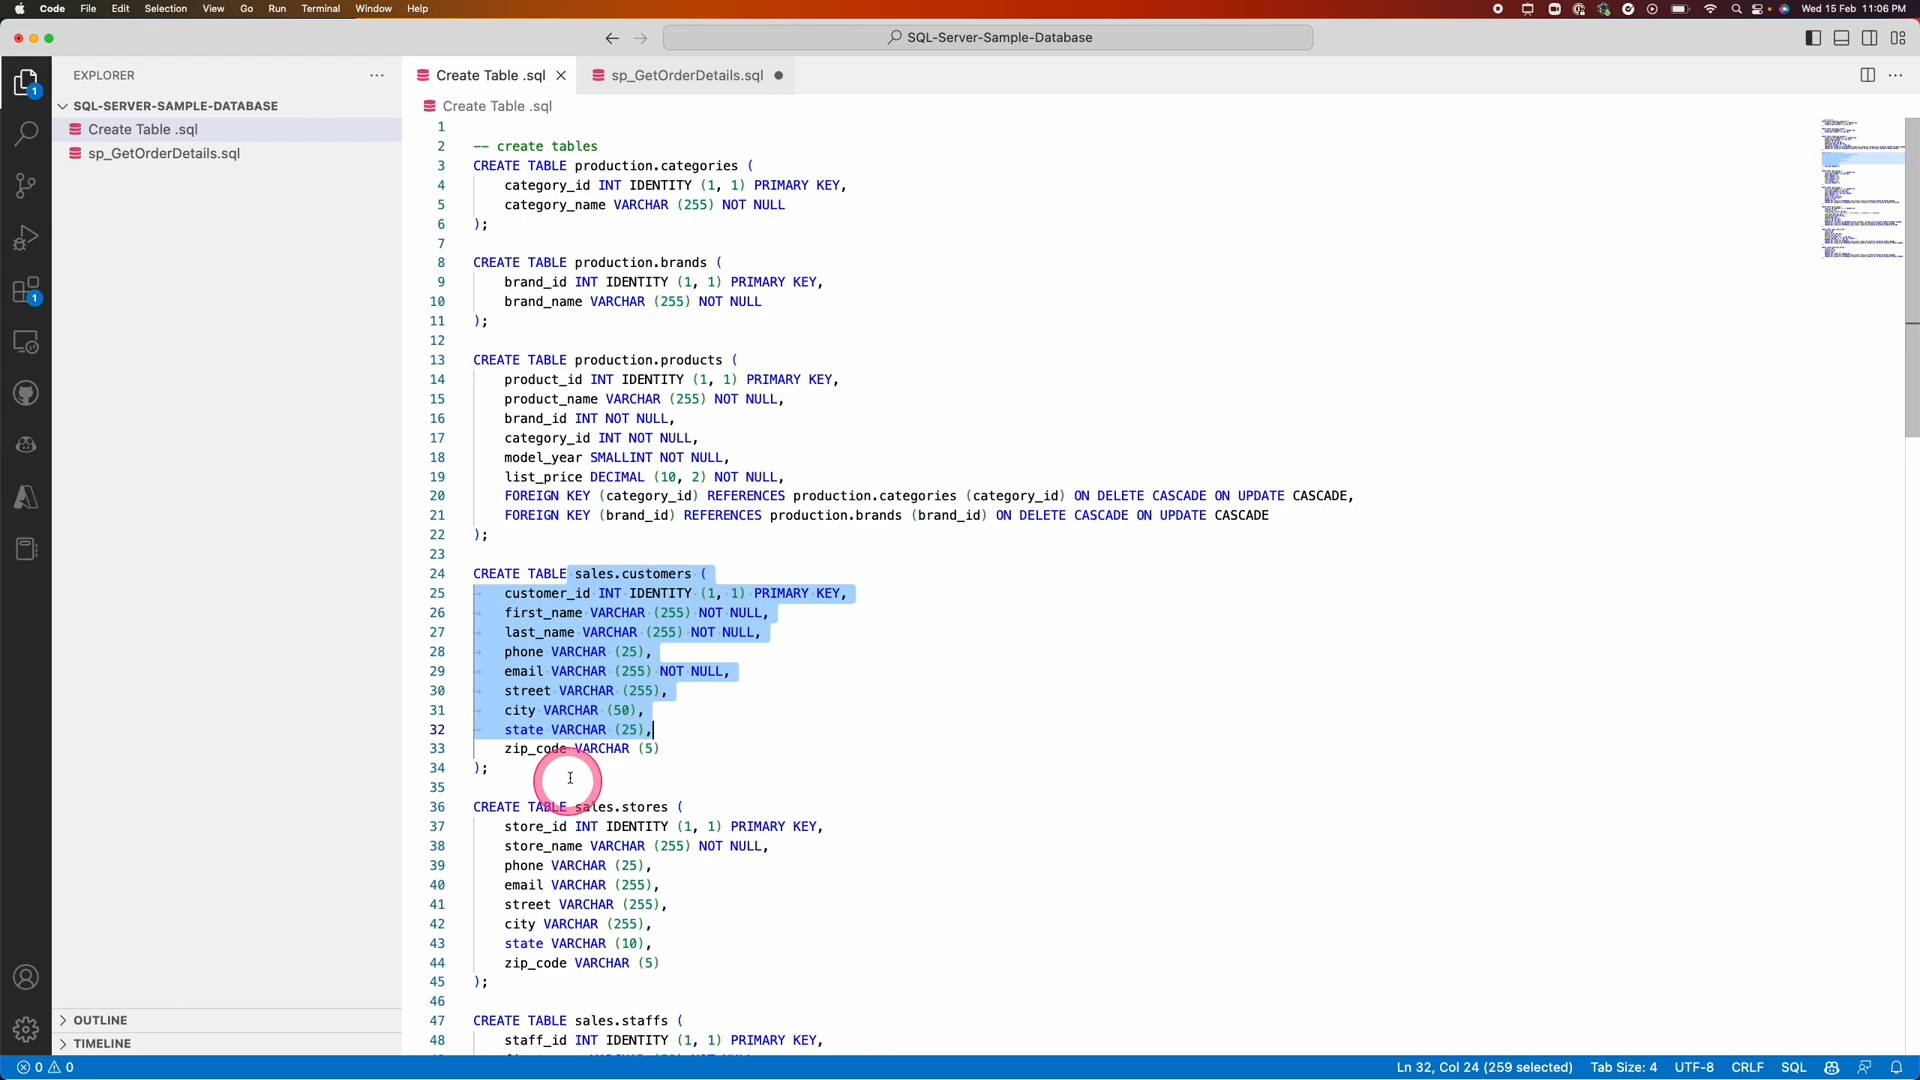 Code File Edit Selection View Go Run Terminal Window Help
Wed 15 Feb 11:06 PM
SQL-Server-Sample-Database
EXPLORER
SQL-SERVER-SAMPLE-DATABASE
Create Table .sql
sp_GetOrderDetails.sql
OUTLINE
TIMELINE
1
1
Create Table .sql
sp_GetOrderDetails.sql
Create Table .sql
1
2 -- create tables
3 CREATE TABLE production.categories (
4 category_id INT IDENTITY (1, 1) PRIMARY KEY,
5 category_name VARCHAR (255) NOT NULL
6 );
7
8 CREATE TABLE production.brands (
9 brand_id INT IDENTITY (1, 1) PRIMARY KEY,
10 brand_name VARCHAR (255) NOT NULL
11 );
12
13 CREATE TABLE production.products (
14 product_id INT IDENTITY (1, 1) PRIMARY KEY,
15 product_name VARCHAR (255) NOT NULL,
16 brand_id INT NOT NULL,
17 category_id INT NOT NULL,
18 model_year SMALLINT NOT NULL,
19 list_price DECIMAL (10, 2) NOT NULL,
20 FOREIGN KEY (category_id) REFERENCES production.categories (category_id) ON DELETE CASCADE ON UPDATE CASCADE,
21 FOREIGN KEY (brand_id) REFERENCES production.brands (brand_id) ON DELETE CASCADE ON UPDATE CASCADE
22 );
23
24 CREATE TABLE sales.customers (
25 customer_id INT IDENTITY (1, 1) PRIMARY KEY,
26 first_name VARCHAR (255) NOT NULL,
27 last_name VARCHAR (255) NOT NULL,
28 phone VARCHAR (25),
29 email VARCHAR (255) NOT NULL,
30 street VARCHAR (255),
31 city VARCHAR (50),
32 state VARCHAR (25),
33 zip_code VARCHAR (5)
34 );
35
36 CREATE TABLE sales.stores (
37 store_id INT IDENTITY (1, 1) PRIMARY KEY,
38 store_name VARCHAR (255) NOT NULL,
39 phone VARCHAR (25),
40 email VARCHAR (255),
41 street VARCHAR (255),
42 city VARCHAR (255),
43 state VARCHAR (10),
44 zip_code VARCHAR (5)
45 );
46
47 CREATE TABLE sales.staffs (
48 staff_id INT IDENTITY (1, 1) PRIMARY KEY,
0 0
Ln 32, Col 24 (259 selected) Tab Size: 4 UTF-8 CRLF SQL